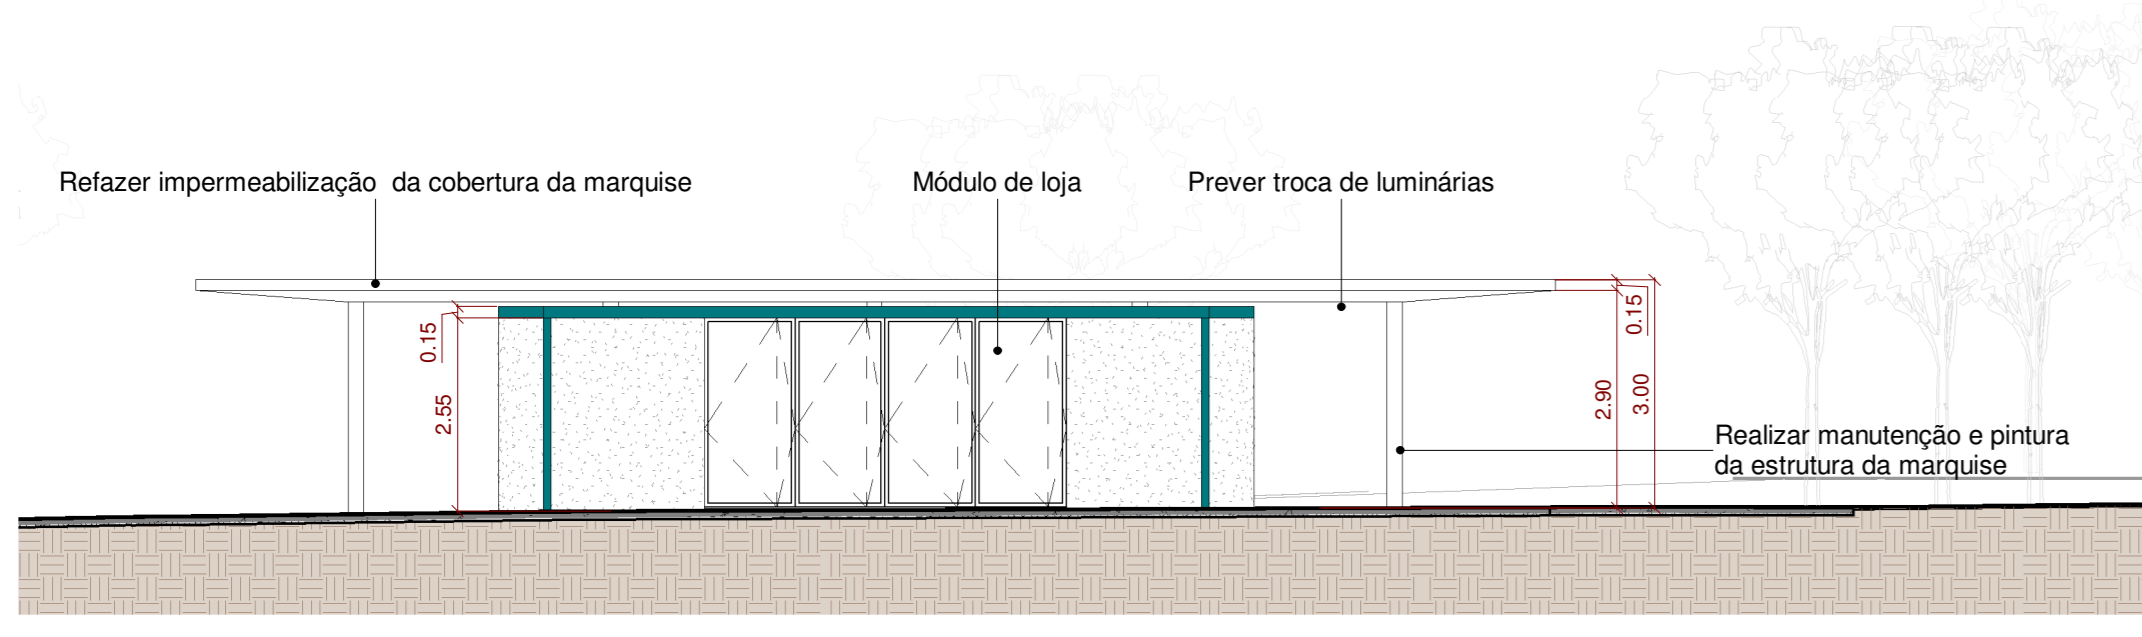 Refazer impermeabilização da cobertura da marquise
Módulo de loja
Prever troca de luminárias
0.15
2.55
0.15
2.90
3.00
Realizar manutenção e pintura
da estrutura da marquise